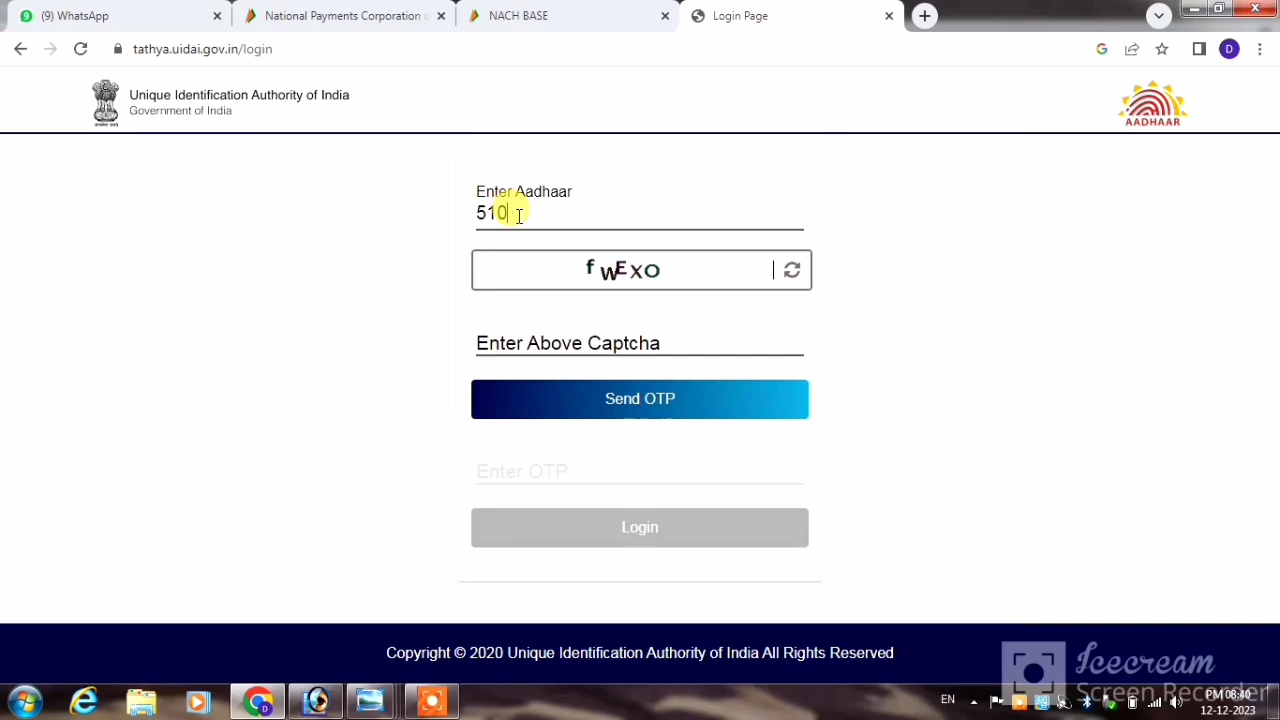 (9) WhatsApp
National Payments Corporation o
NACH BASE
Login Page
tathya.uidai.gov.in/login
D
Unique Identification Authority of India
Government of India
AADHAAR
Enter Aadhaar
510
fWEXO
Enter Above Captcha
Send OTP
Enter OTP
Login
Copyright © 2020 Unique Identification Authority of India All Rights Reserved
Icecream
Screen Recorder
EN
PM 08:40
12-12-2023